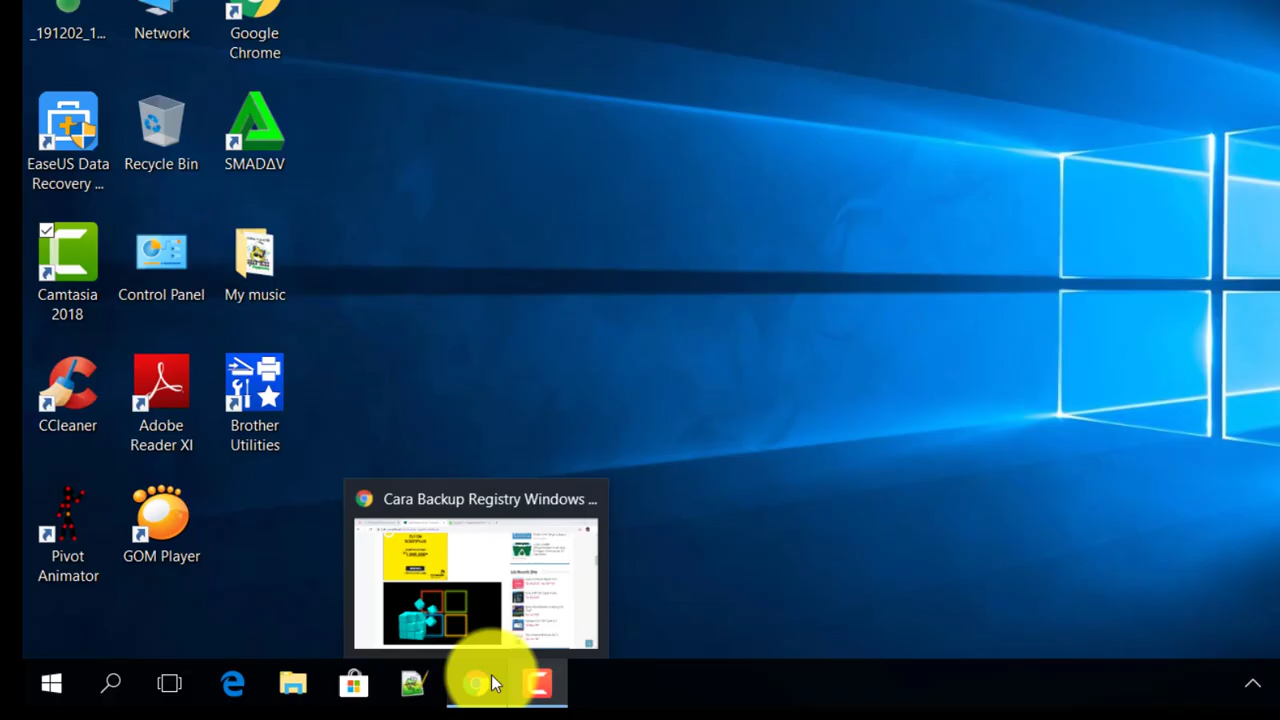 _191202_1...
Network
Google
Chrome
EaseUS Data
Recovery ...
Recycle Bin
SMADΔV
Camtasia
2018
Control Panel
My music
CCleaner
Adobe
Reader XI
Brother
Utilities
Pivot
Animator
GOM Player
Cara Backup Registry Windows ...